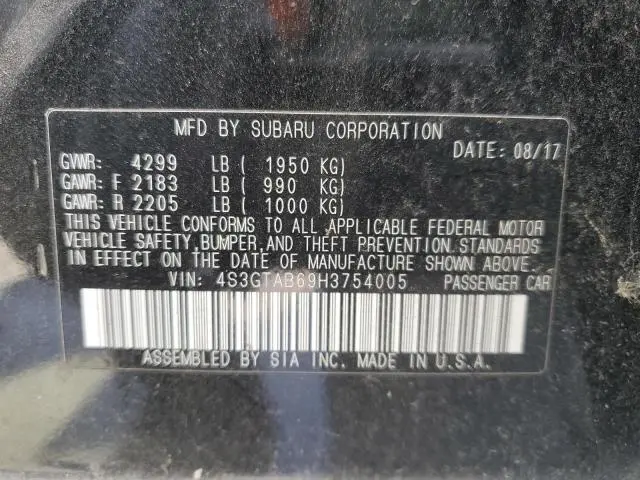 MFD BY SUBARU CORPORATION
DATE: 08/17
GVWR: 4299 LB ( 1950 KG)
GAWR: F 2183 LB ( 990 KG)
GAWR: R 2205 LB ( 1000 KG)
THIS VEHICLE CONFORMS TO ALL APPLICABLE FEDERAL MOTOR
VEHICLE SAFETY, BUMPER, AND THEFT PREVENTION STANDARDS
IN EFFECT ON THE DATE OF MANUFACTURE SHOWN ABOVE.
VIN: 4S3GTAB69H3754005 PASSENGER CAR
ASSEMBLED BY SIA INC. MADE IN U.S.A.